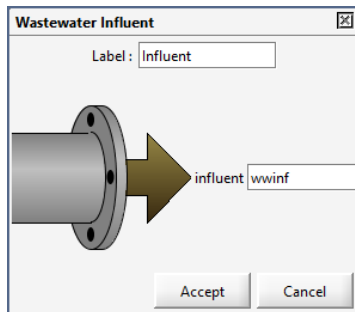 Wastewater Influent
Label : Influent
influent wwinf
Accept Cancel